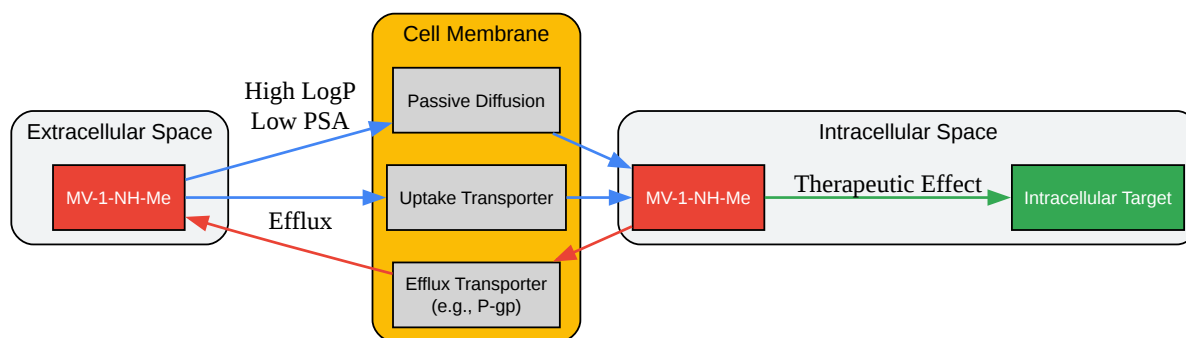 Cell Membrane
High LogP
Low PSA
Passive Diffusion
Extracellular Space
Intracellular Space
MV-1-NH-Me
Uptake Transporter
MV-1-NH-Me
Therapeutic Effect
Intracellular Target
Efflux
Efflux Transporter
(e.g., P-gp)